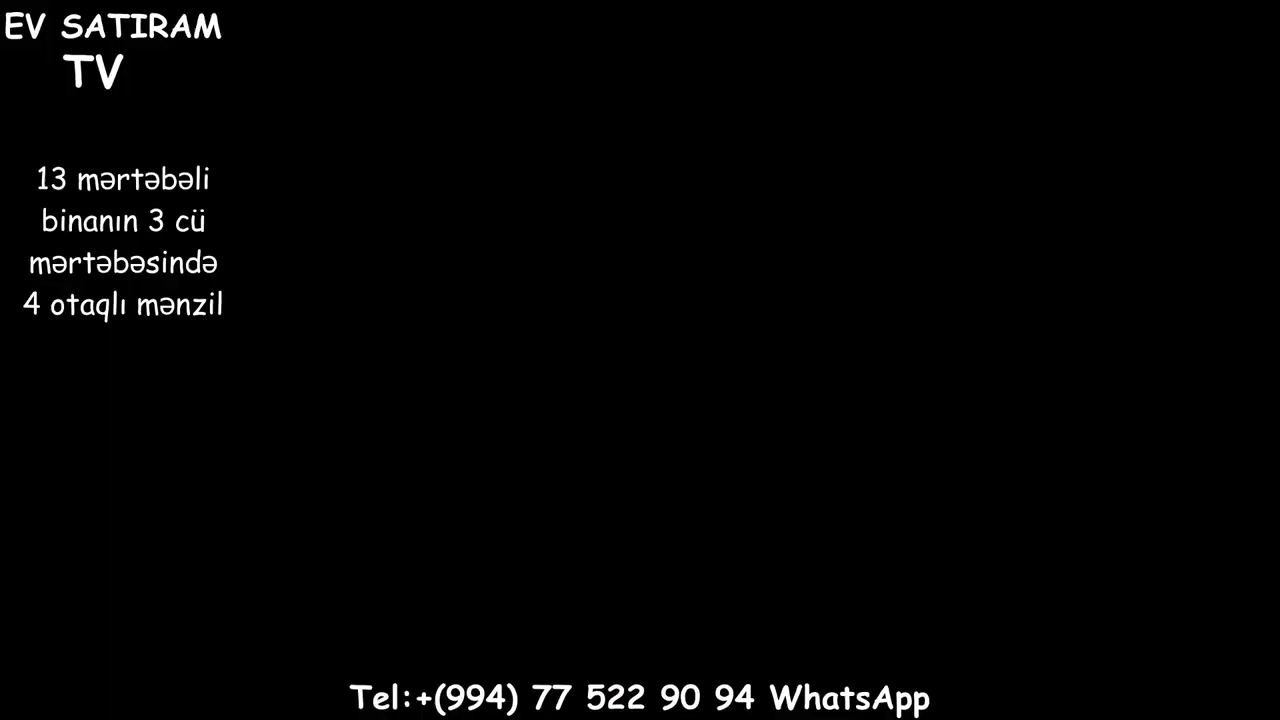 EV SATIRAM
TV
13 mərtəbəli
binanın 3 cü
mərtəbəsində
4 otaqlı mənzil
Tel:+(994) 77 522 90 94 WhatsApp